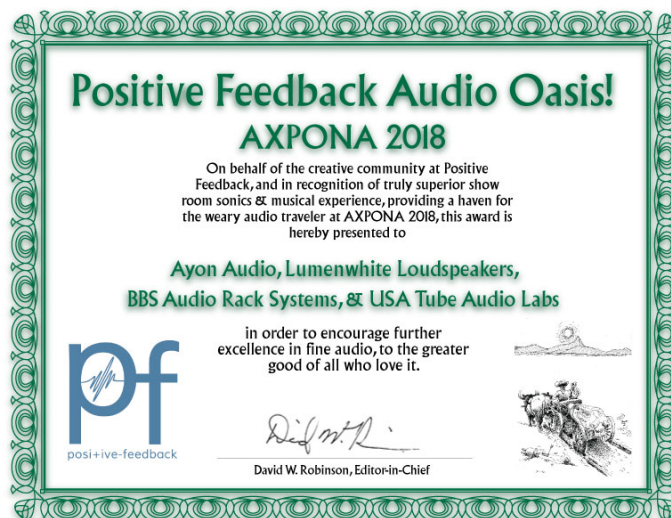 Positive Feedback Audio Oasis!
AXPONA 2018
On behalf of the creative community at Positive
Feedback, and in recognition of truly superior show
room sonics & musical experience, providing a haven for
the weary audio traveler at AXPONA 2018, this award is
hereby presented to
Ayon Audio, Lumenwhite Loudspeakers,
BBS Audio Rack Systems, & USA Tube Audio Labs
in order to encourage further
excellence in fine audio, to the greater
good of all who love it.
pf
posi+ive-feedback
David W. Robinson, Editor-in-Chief